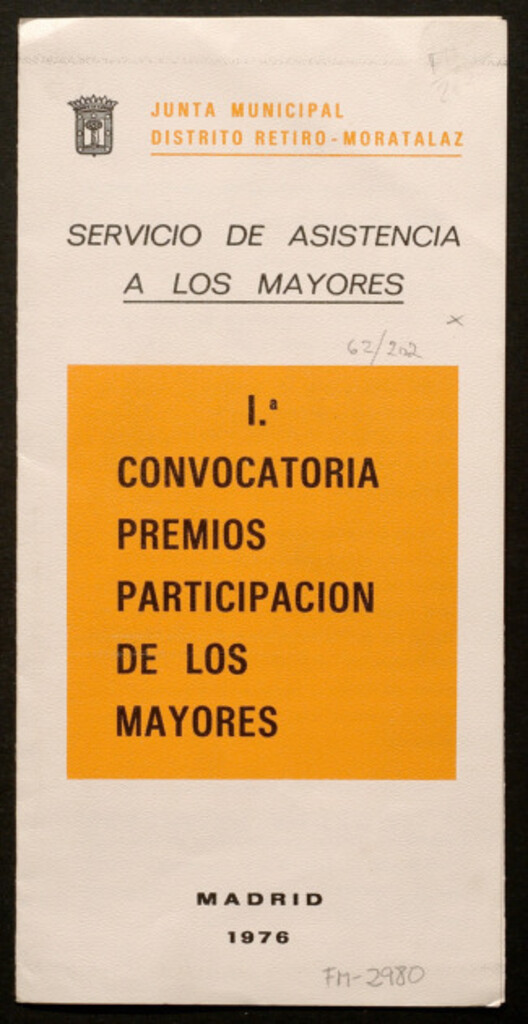 JUNTA MUNICIPAL
DISTRITO RETIRO-MORATALAZ
SERVICIO DE ASISTENCIA
A LOS MAYORES
x
62/202
I.ª
CONVOCATORIA
PREMIOS
PARTICIPACION
DE LOS
MAYORES
MADRID
1976
FM-2980